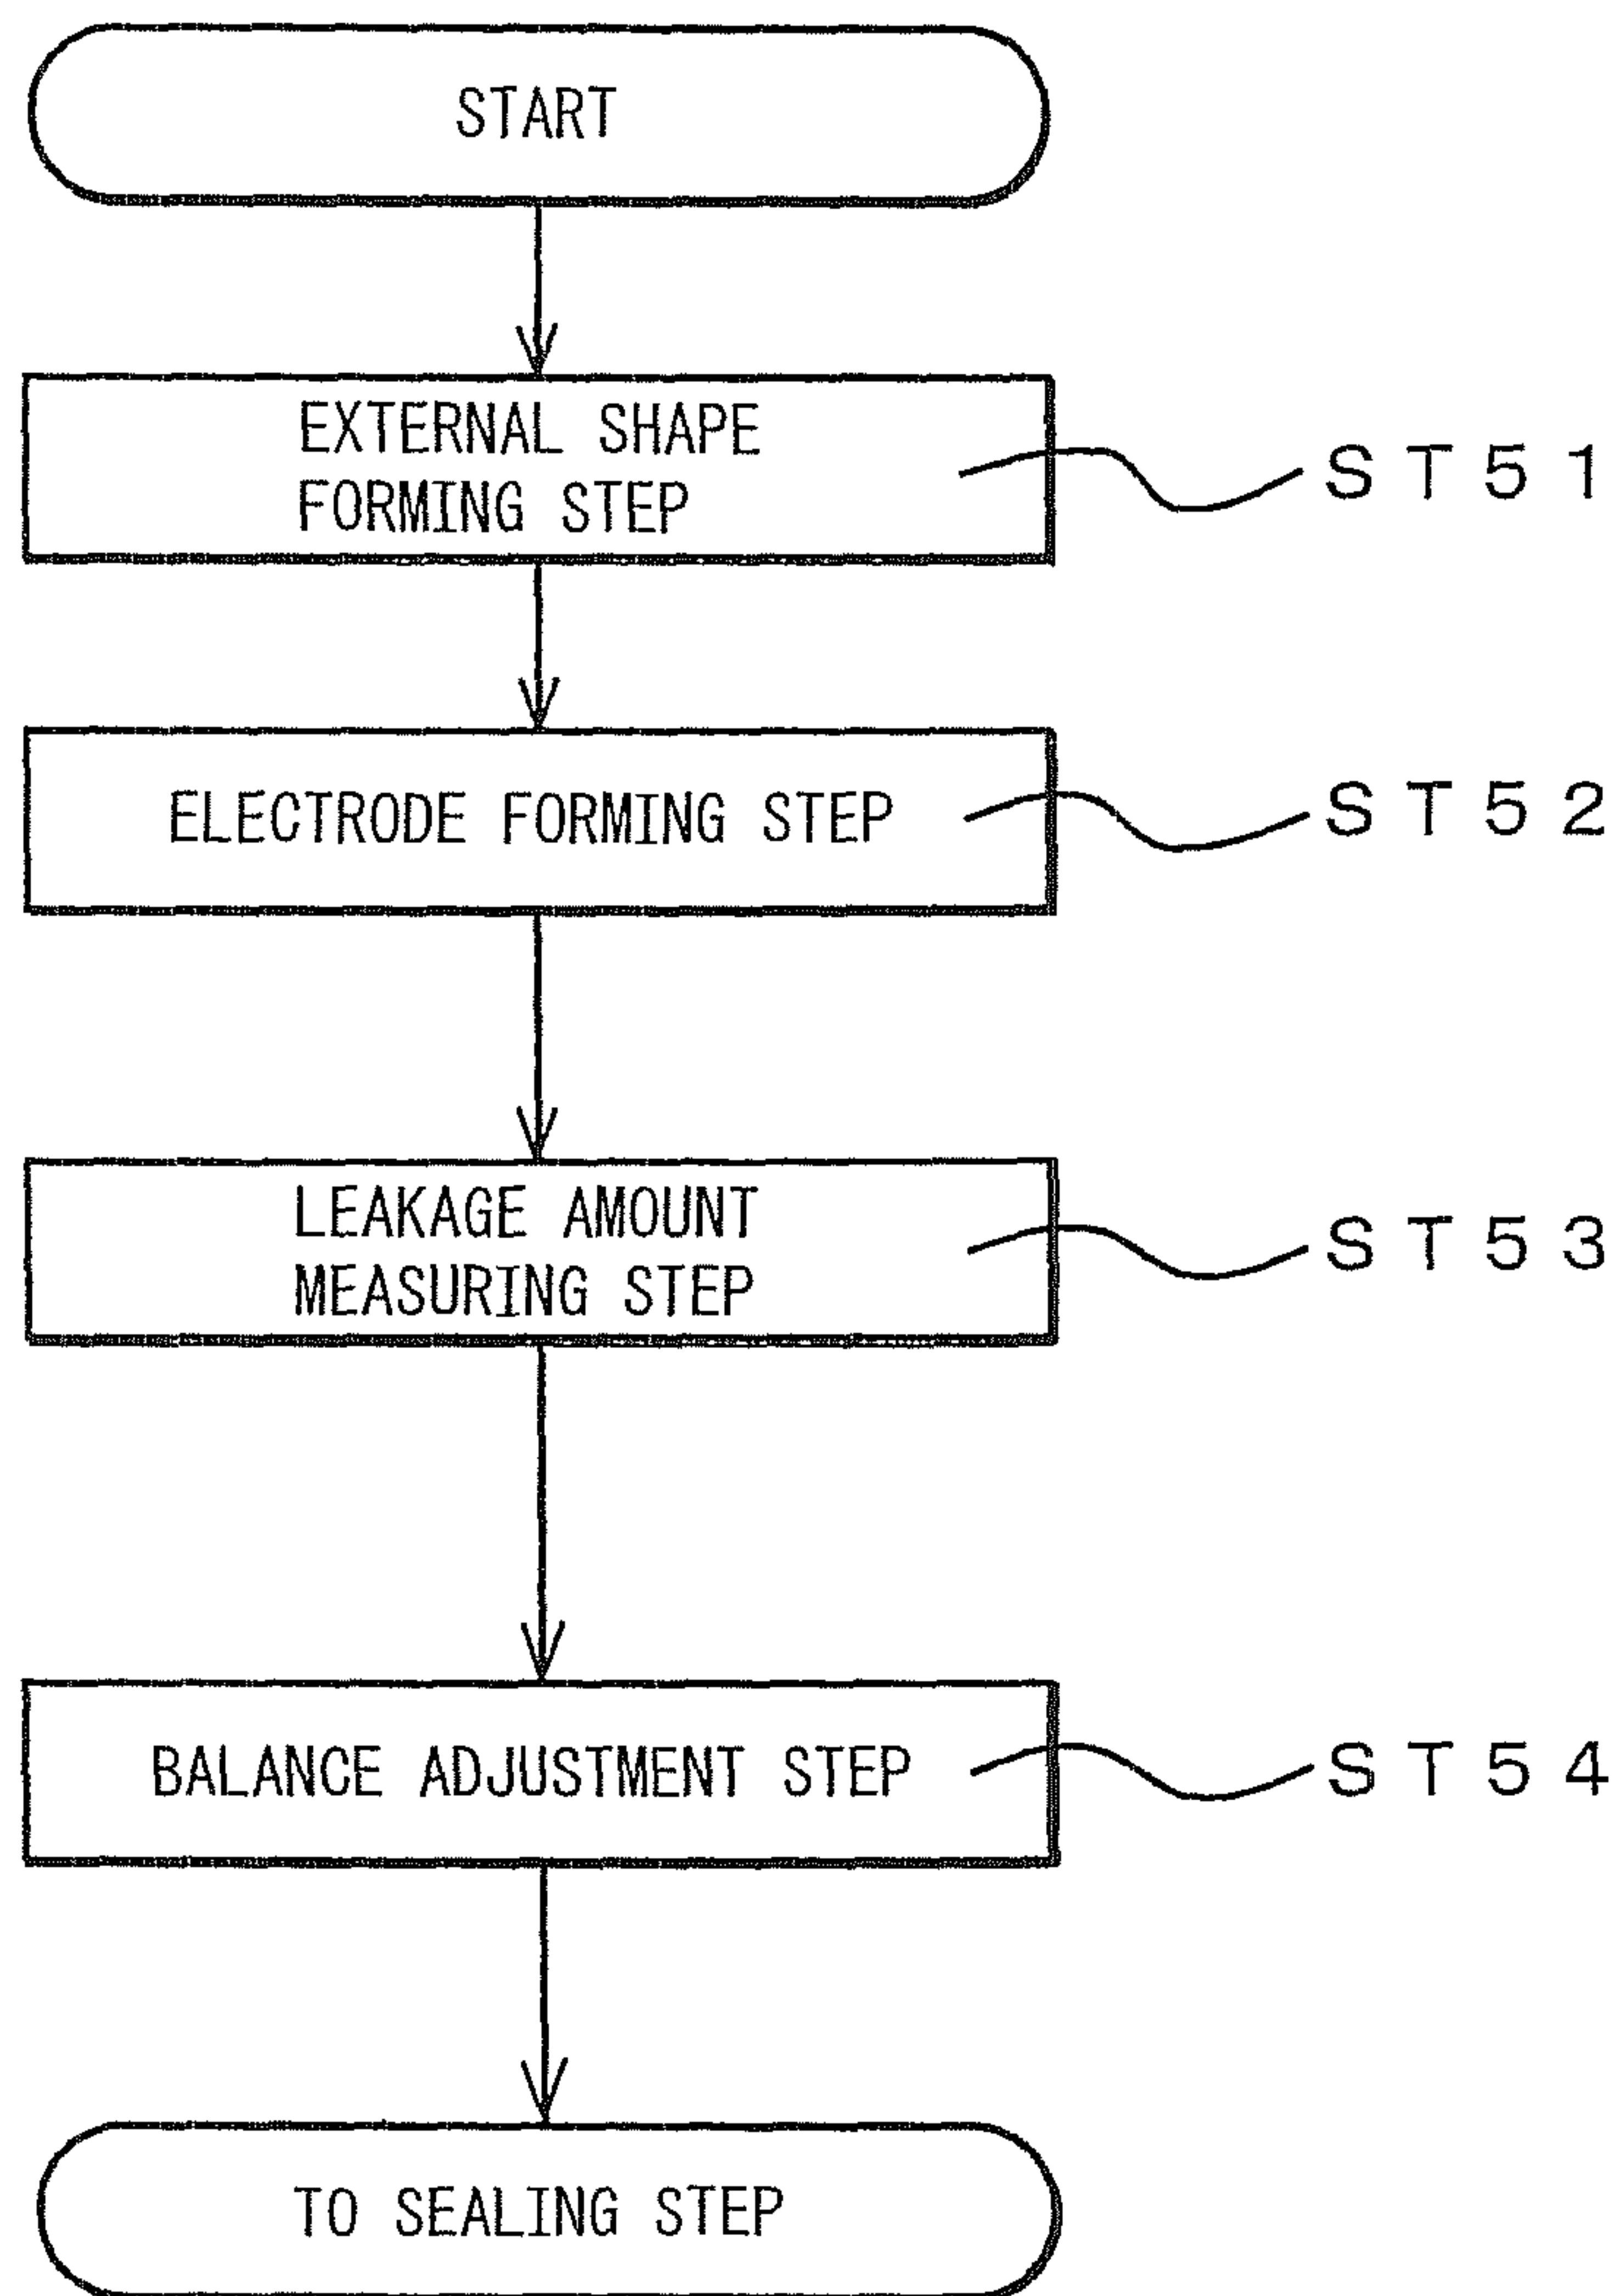 START
EXTERNAL SHAPE
FORMING STEP
ST51
ELECTRODE FORMING STEP
ST52
LEAKAGE AMOUNT
MEASURING STEP
ST53
BALANCE ADJUSTMENT STEP
ST54
TO SEALING STEP